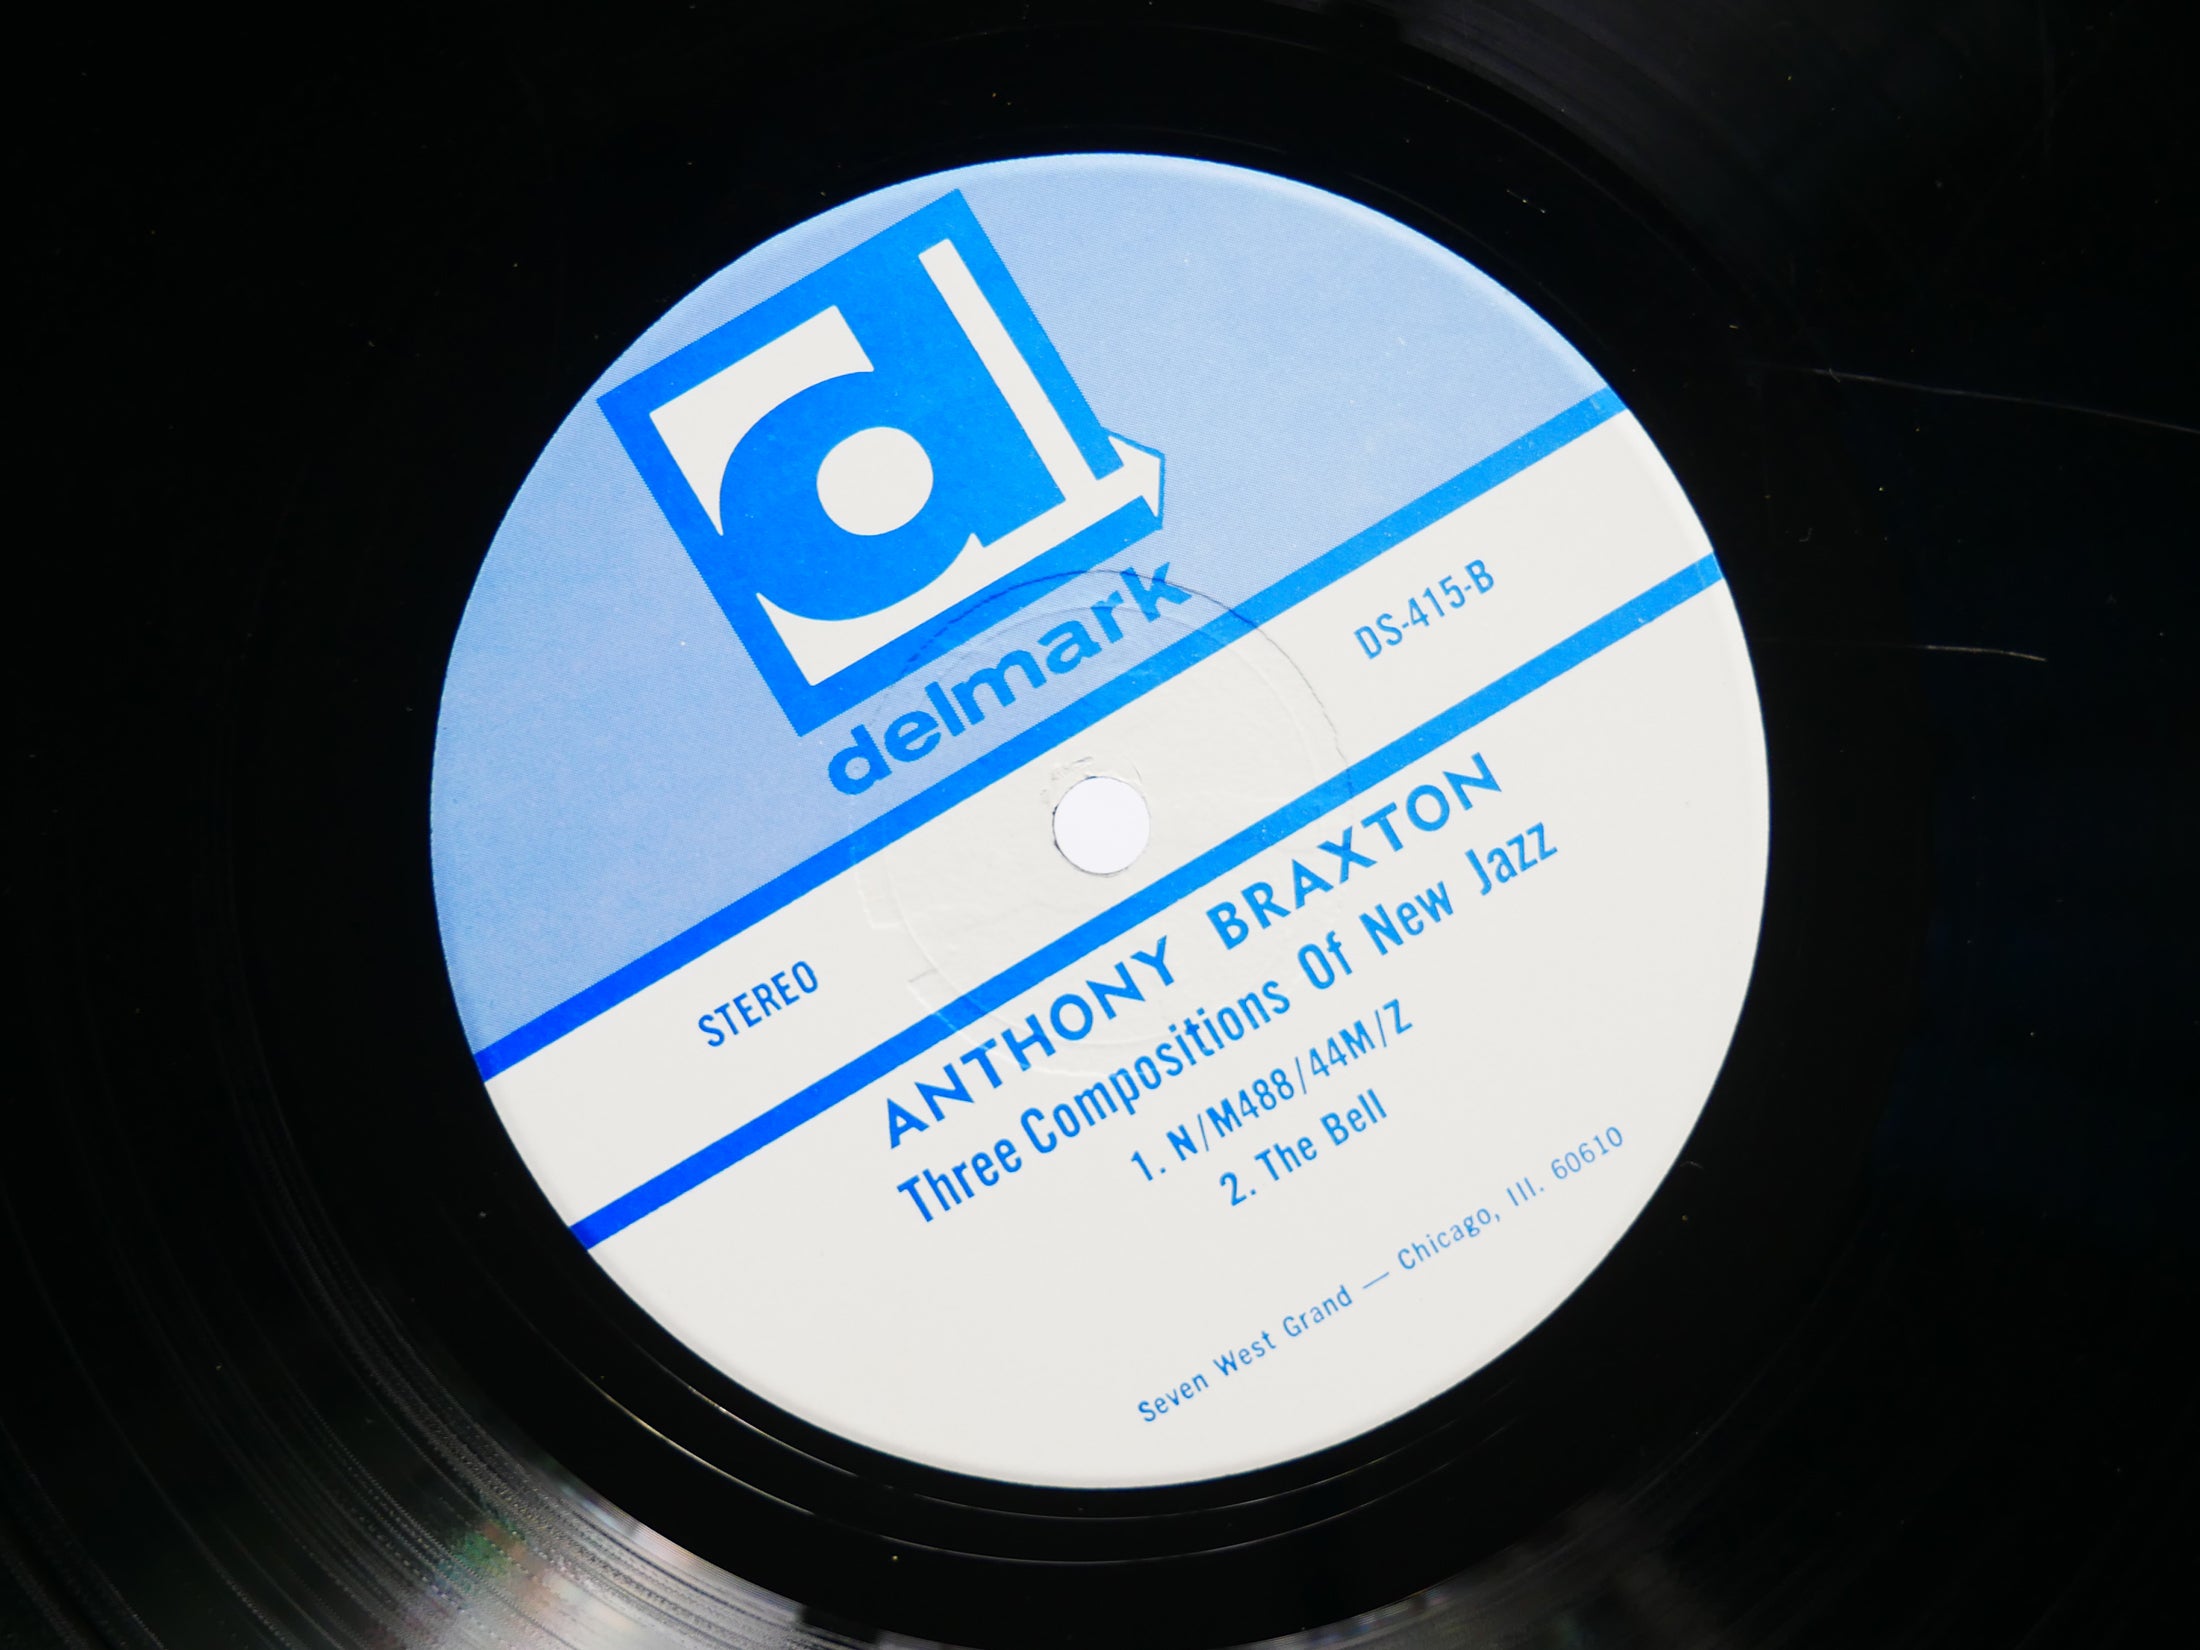 d
delmark
DS-415-B
STEREO
ANTHONY BRAXTON
Three Compositions Of New Jazz
1. N/M488/44M/Z
2. The Bell
Seven West Grand — Chicago, Ill. 60610